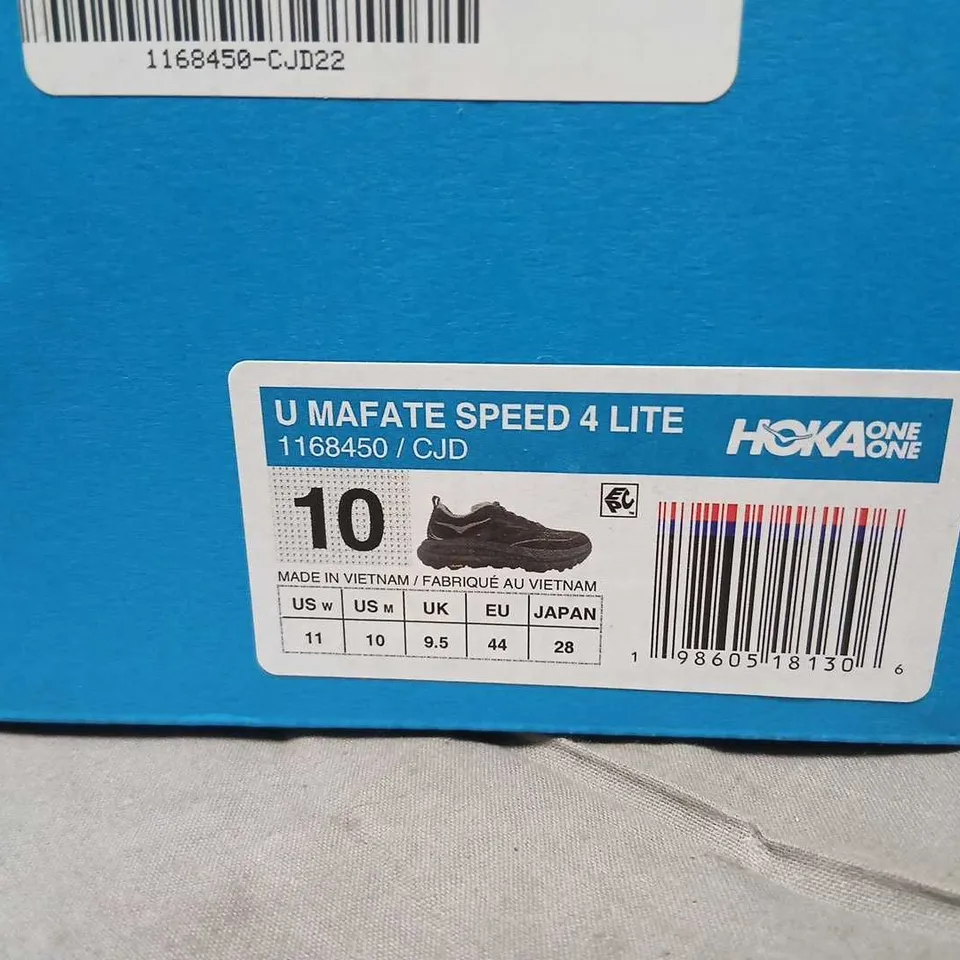 1168450-CJD22
U MAFATE SPEED 4 LITE
1168450 / CJD
HOKA ONE ONE
10
EPC
MADE IN VIETNAM / FABRIQUÉ AU VIETNAM
US W US M UK EU JAPAN
11 10 9.5 44 28
1 98605 18130 6